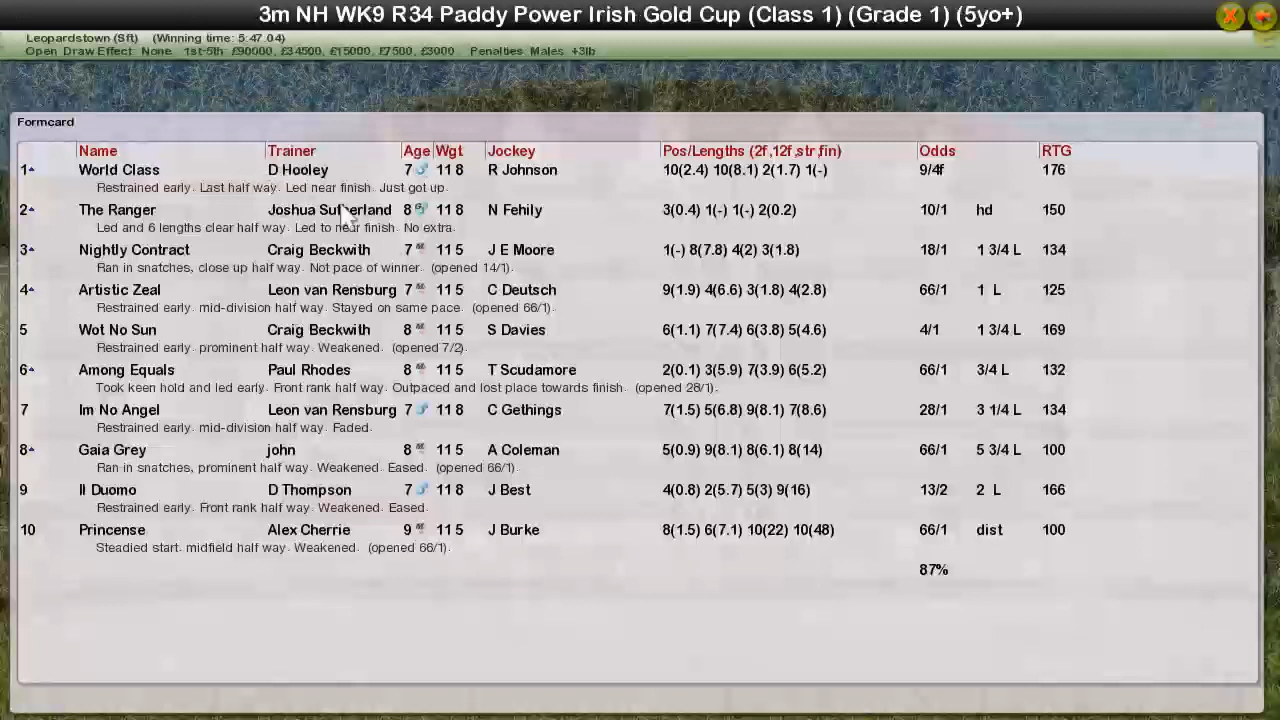 3m NH WK9 R34 Paddy Power Irish Gold Cup (Class 1) (Grade 1) (5yo+)
Leopardstown (Sft) (Winning time: 5:47.04)
Open Draw Effect: None. 1st-5th: £90000, £34500, £15000, £7500, £3000 Penalties: Males: +3lb
Formcard
Name Trainer Age Wgt Jockey Pos/Lengths (2f,12f,str,fin) Odds RTG
1 World Class D Hooley 7 11 8 R Johnson 10(2.4) 10(8.1) 2(1.7) 1(-) 9/4f 176
Restrained early. Last half way. Led near finish. Just got up.
2 The Ranger Joshua Sutherland 8 11 8 N Fehily 3(0.4) 1(-) 1(-) 2(0.2) 10/1 hd 150
Led and 6 lengths clear half way. Led to near finish. No extra.
3 Nightly Contract Craig Beckwith 7 11 5 J E Moore 1(-) 8(7.8) 4(2) 3(1.8) 18/1 1 3/4 L 134
Ran in snatches, close up half way. Not pace of winner. (opened 14/1).
4 Artistic Zeal Leon van Rensburg 7 11 5 C Deutsch 9(1.9) 4(6.6) 3(1.8) 4(2.8) 66/1 1 L 125
Restrained early. mid-division half way. Stayed on same pace. (opened 66/1).
5 Wot No Sun Craig Beckwith 8 11 5 S Davies 6(1.1) 7(7.4) 6(3.8) 5(4.6) 4/1 1 3/4 L 169
Restrained early. prominent half way. Weakened. (opened 7/2).
6 Among Equals Paul Rhodes 8 11 5 T Scudamore 2(0.1) 3(5.9) 7(3.9) 6(5.2) 66/1 3/4 L 132
Took keen hold and led early. Front rank half way. Outpaced and lost place towards finish. (opened 28/1).
7 Im No Angel Leon van Rensburg 7 11 8 C Gethings 7(1.5) 5(6.8) 9(8.1) 7(8.6) 28/1 3 1/4 L 134
Restrained early. mid-division half way. Faded.
8 Gaia Grey john 8 11 5 A Coleman 5(0.9) 9(8.1) 8(6.1) 8(14) 66/1 5 3/4 L 100
Ran in snatches, prominent half way. Weakened. Eased. (opened 66/1).
9 Il Duomo D Thompson 7 11 8 J Best 4(0.8) 2(5.7) 5(3) 9(16) 13/2 2 L 166
Restrained early. Front rank half way. Weakened. Eased.
10 Princense Alex Cherrie 9 11 5 J Burke 8(1.5) 6(7.1) 10(22) 10(48) 66/1 dist 100
Steadied start. midfield half way. Weakened. (opened 66/1).
87%